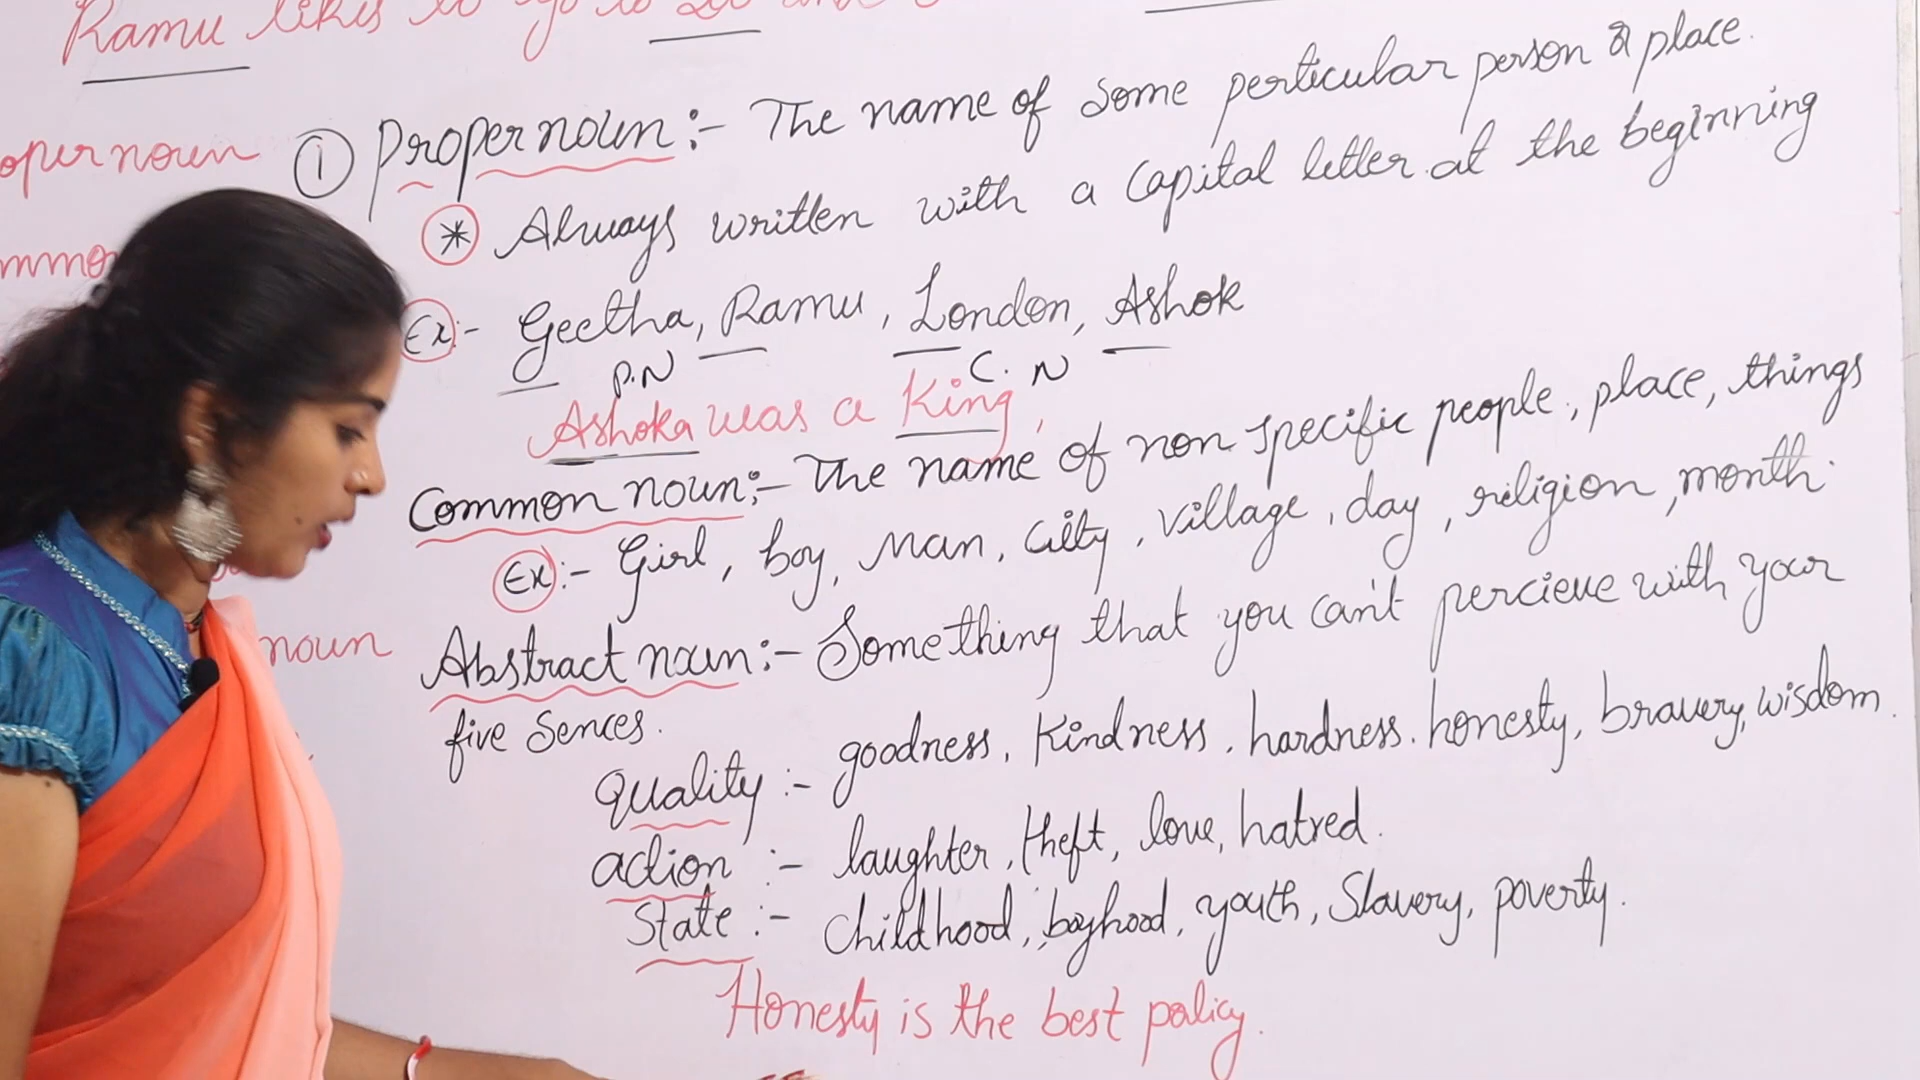 Ramu likes to go to
oper noun
① Proper noun :- The name of some perticular person & place.
* Always written with a capital letter at the beginning
mmon
Ex:- Geetha, Ramu, London, Ashok
P.N C.N
Ashoka was a King
Common noun :- The name of non specific people, place, things
Ex:- Girl, boy, Man, City, Village, day, religion, month.
noun
Abstract noun :- Something that you can't percieve with your
five Sences.
Quality :- goodness, Kindness, hardness, honesty, bravery, wisdom.
action :- laughter, theft, love, hatred.
State :- Childhood, boyhood, youth, Slavery, poverty.
Honesty is the best policy.